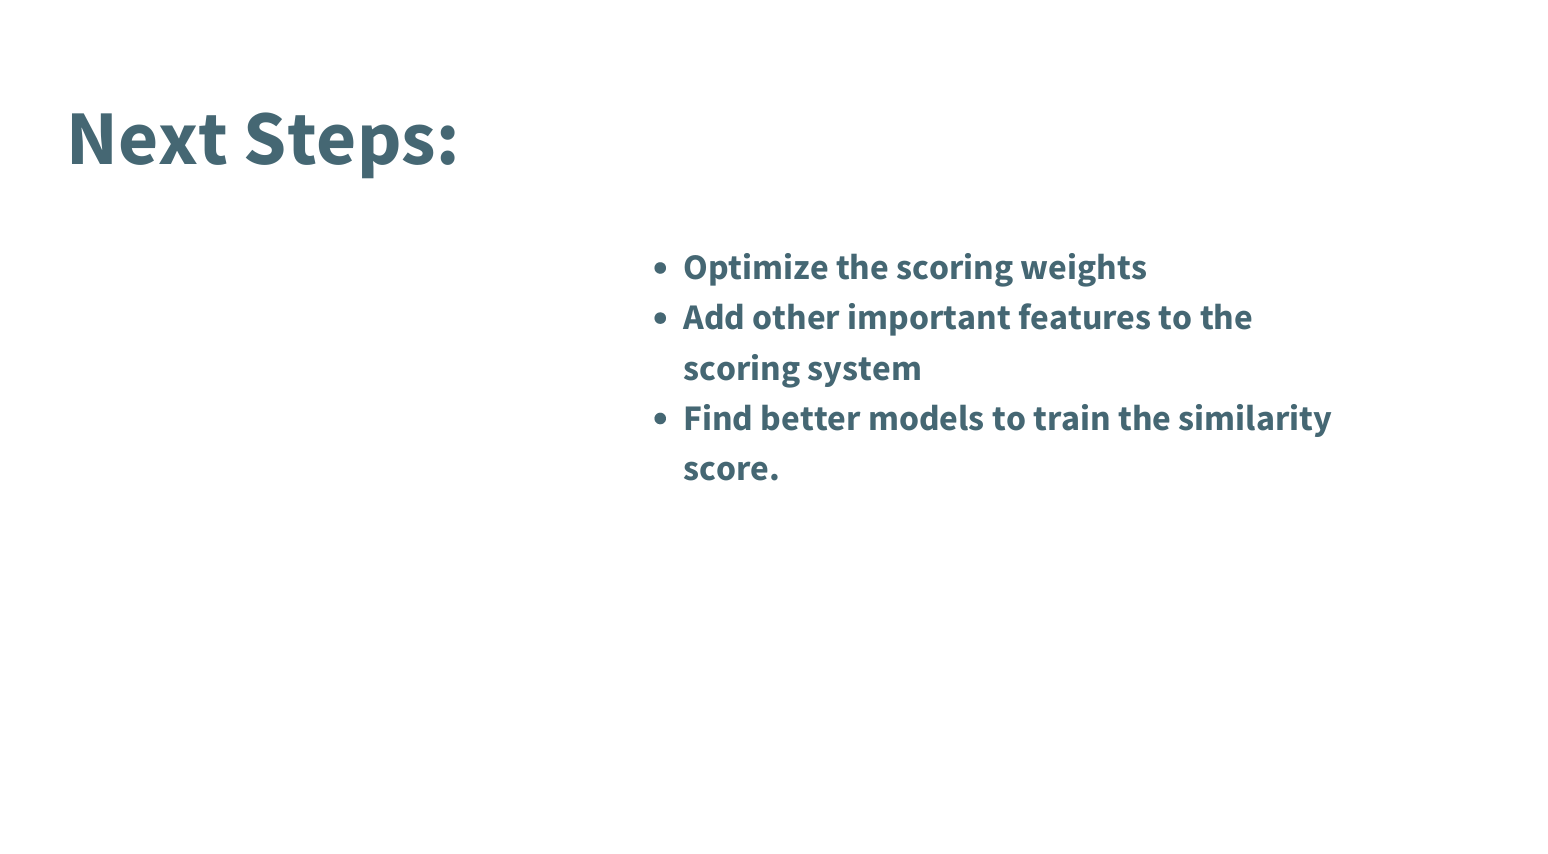 Next Steps:
• Optimize the scoring weights
• Add other important features to the
scoring system
• Find better models to train the similarity
score.